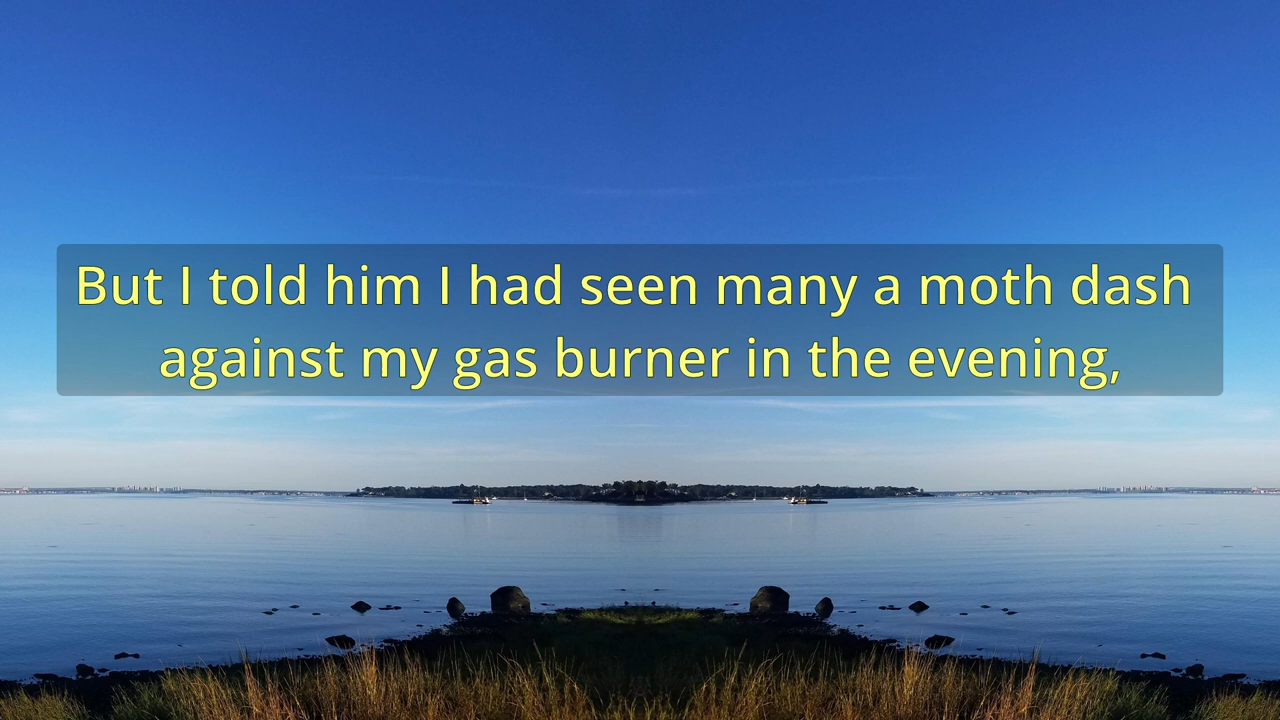 But I told him I had seen many a moth dash
against my gas burner in the evening,